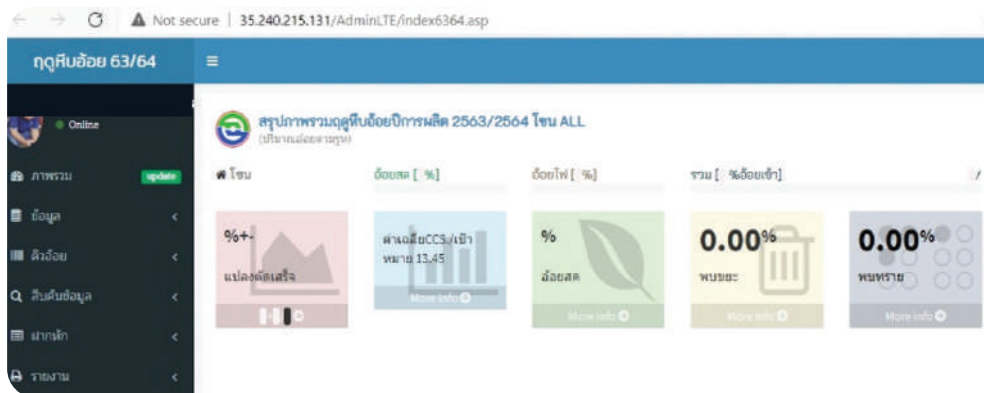 Not secure | 35.240.215.131/AdminLTE/index6364.asp
ฤดูหีบอ้อย 63/64
สรุปภาพรวมฤดูหีบอ้อยปีการผลิต 2563/2564 โซน ALL
Online
ภาพรวม update
โซน อ้อยสด [ %] อ้อยไฟ [ %] รวม [ %อ้อยเข้า] /
ข้อมูล
คิวอ้อย
สืบค้นข้อมูล
ฝากผัก
รายงาน
%+-
แปลงตัดเสร็จ
ค่าเฉลี่ยCCS./เป้า
หมาย 13.45
More info
%
อ้อยสด
More info
0.00%
พบขยะ
More info
0.00%
พบทราย
More info